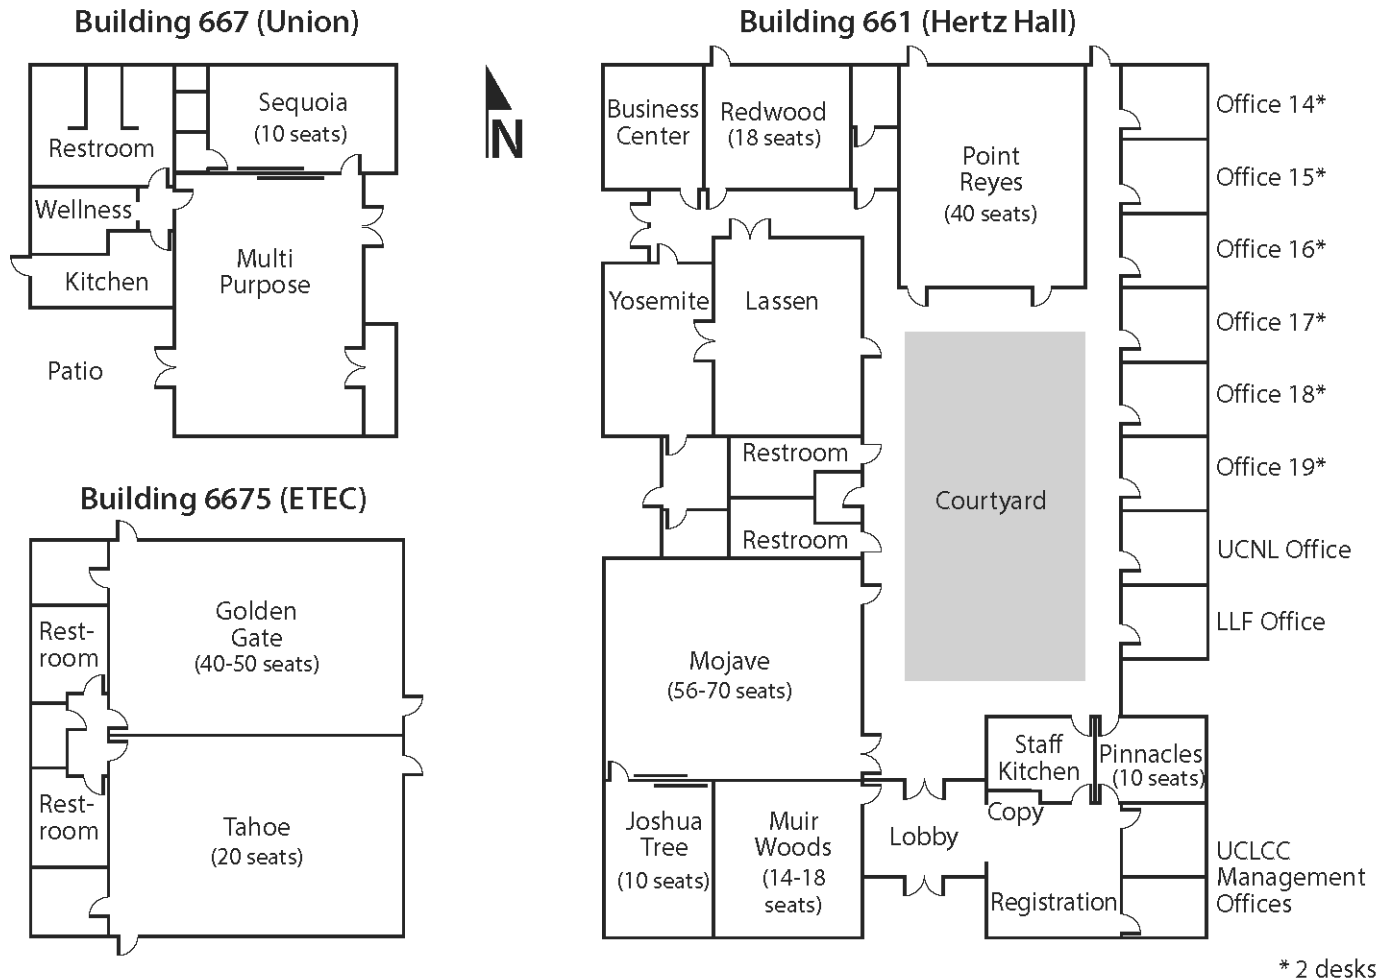 Building 667 (Union)
Sequoia
(10 seats)
Restroom
Wellness
Kitchen
Multi
Purpose
Patio
N
Building 6675 (ETEC)
Golden
Gate
(40-50 seats)
Rest-
room
Rest-
room
Tahoe
(20 seats)
Building 661 (Hertz Hall)
Business
Center
Redwood
(18 seats)
Point
Reyes
(40 seats)
Office 14*
Office 15*
Office 16*
Office 17*
Office 18*
Office 19*
UCNL Office
LLF Office
Yosemite
Lassen
Restroom
Restroom
Courtyard
Mojave
(56-70 seats)
Staff
Kitchen
Pinnacles
(10 seats)
Copy
Joshua
Tree
(10 seats)
Muir
Woods
(14-18
seats)
Lobby
Registration
UCLCC
Management
Offices
* 2 desks